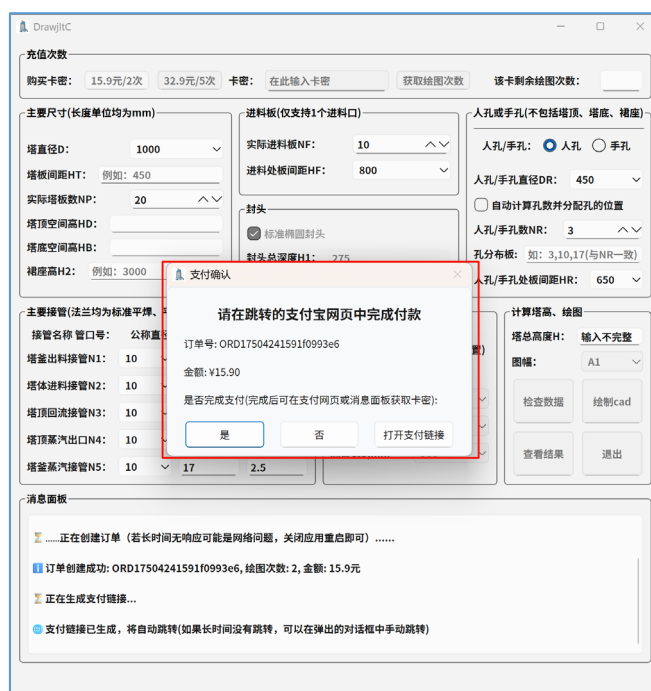 DrawjltC
充值次数
购买卡密： 15.9元/2次 32.9元/5次 卡密： 在此输入卡密 获取绘图次数 该卡剩余绘图次数：
主要尺寸(长度单位均为mm)
塔直径D： 1000
塔板间距HT： 例如：450
实际塔板数NP： 20
塔顶空间高HD：
塔底空间高HB：
裙座高H2： 例如：3000
进料板(仅支持1个进料口)
实际进料板NF： 10
进料处板间距HF： 800
封头
标准椭圆封头
封头总深度H1： 275
人孔或手孔(不包括塔顶、塔底、裙座)
人孔/手孔： 人孔 手孔
人孔/手孔直径DR： 450
自动计算孔数并分配孔的位置
人孔/手孔数NR： 3
孔分布板： 如：3,10,17(与NR一致)
人孔/手孔处板间距HR： 650
支付确认
请在跳转的支付宝网页中完成付款
订单号: ORD17504241591f0993e6
金额: ¥15.90
是否完成支付(完成后可在支付网页或消息面板获取卡密):
是 否 打开支付链接
主要接管(法兰均为标准平焊、
接管名称 管口号： 公称直
塔釜出料接管N1： 10
塔体进料接管N2： 10
塔顶回流接管N3： 10
塔顶蒸汽出口N4： 10
塔釜蒸汽接管N5： 10 17 2.5
置)
计算塔高、绘图
塔总高度H： 输入不完整
图幅： A1
检查数据 绘制cad
查看结果 退出
消息面板
⏳ ......正在创建订单（若长时间无响应可能是网络问题，关闭应用重启即可）......
ℹ️ 订单创建成功: ORD17504241591f0993e6, 绘图次数: 2, 金额: 15.9元
⏳ 正在生成支付链接...
🌐 支付链接已生成，将自动跳转(如果长时间没有跳转，可以在弹出的对话框中手动跳转)